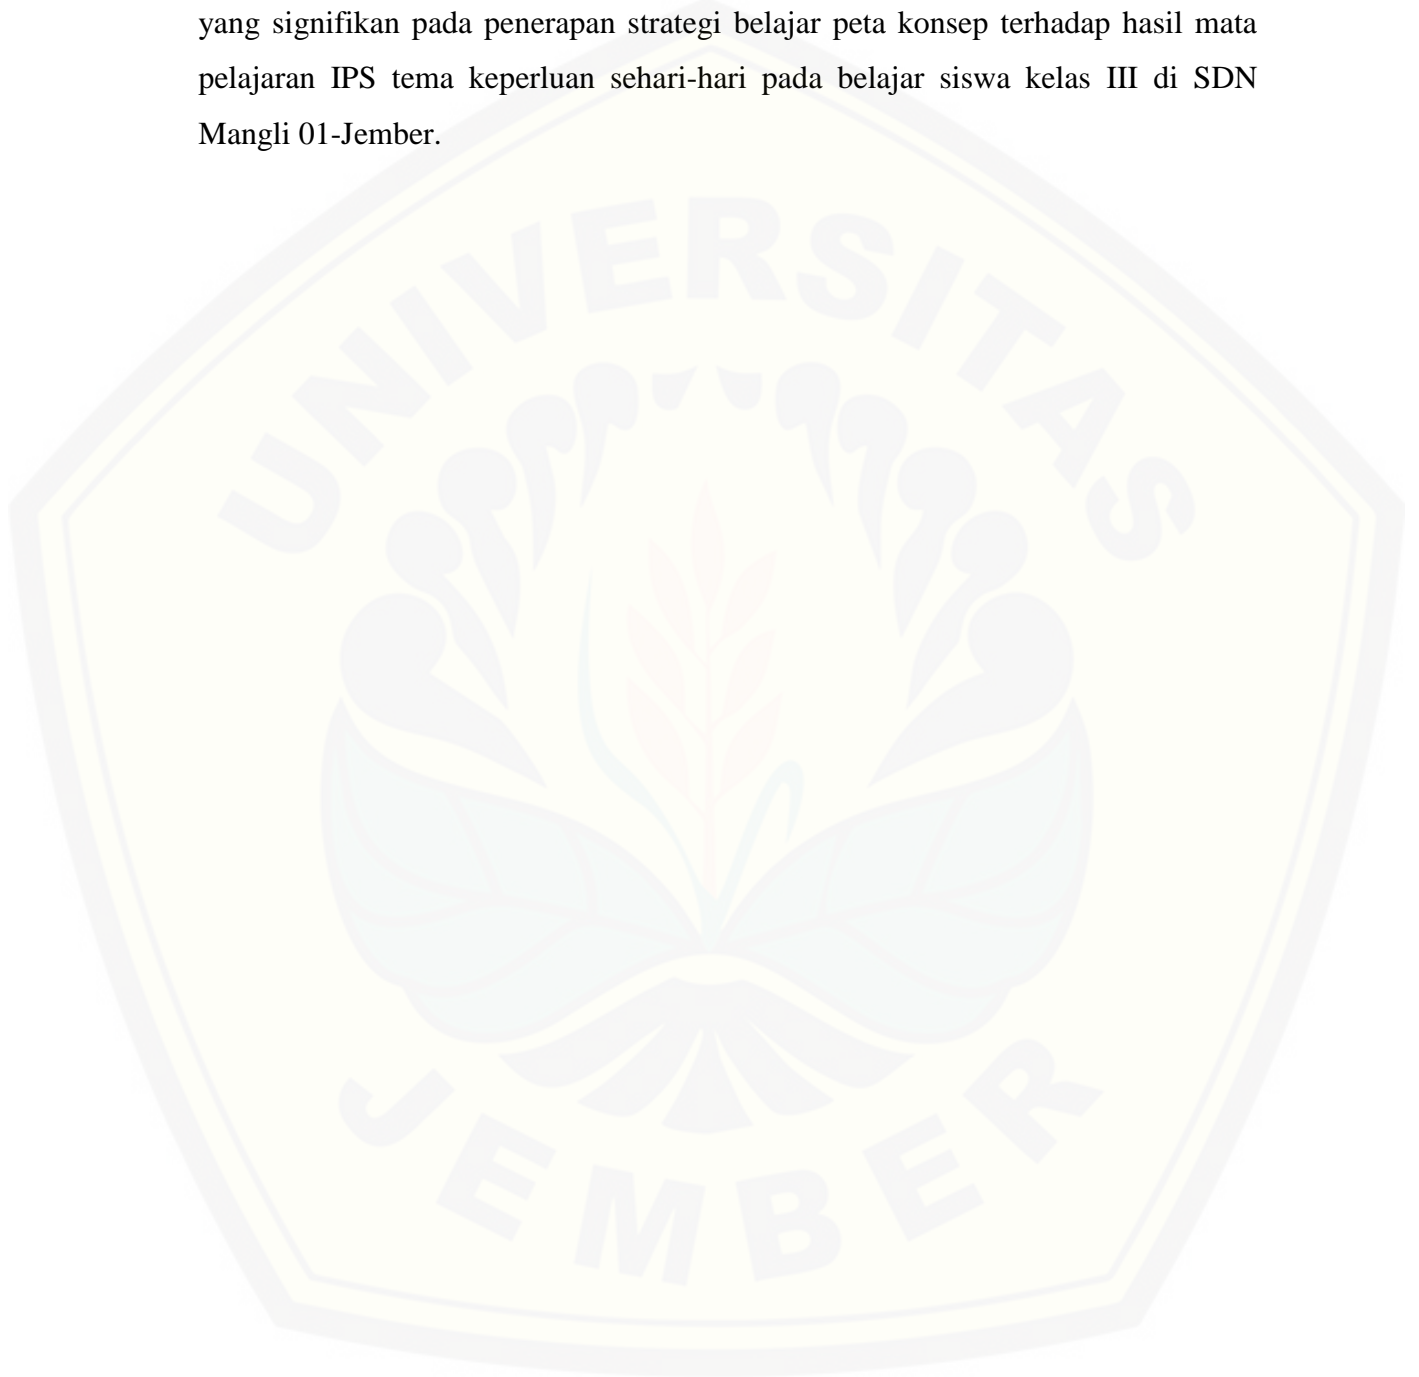 yang signifikan pada penerapan strategi belajar peta konsep terhadap hasil mata
pelajaran IPS tema keperluan sehari-hari pada belajar siswa kelas III di SDN
Mangli 01-Jember.
UNIVERSITAS
JEMBER